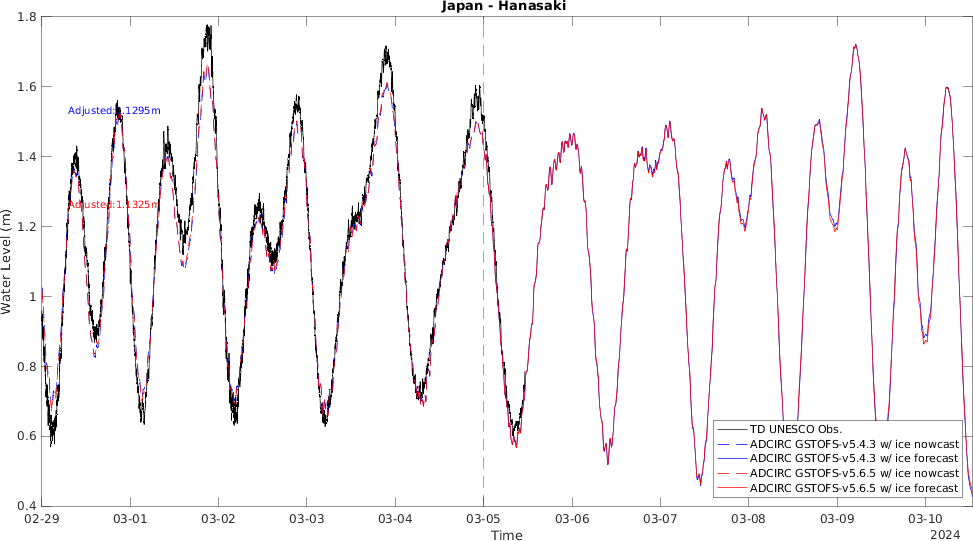 Japan - Hanasaki
Water Level (m)
1.8
1.6
1.4
1.2
1
0.8
0.6
0.4
Adjusted:1.1295m
Adjusted:1.1325m
TD UNESCO Obs.
ADCIRC GSTOFS-v5.4.3 w/ ice nowcast
ADCIRC GSTOFS-v5.4.3 w/ ice forecast
ADCIRC GSTOFS-v5.6.5 w/ ice nowcast
ADCIRC GSTOFS-v5.6.5 w/ ice forecast
02-29 03-01 03-02 03-03 03-04 03-05 03-06 03-07 03-08 03-09 03-10
Time
2024